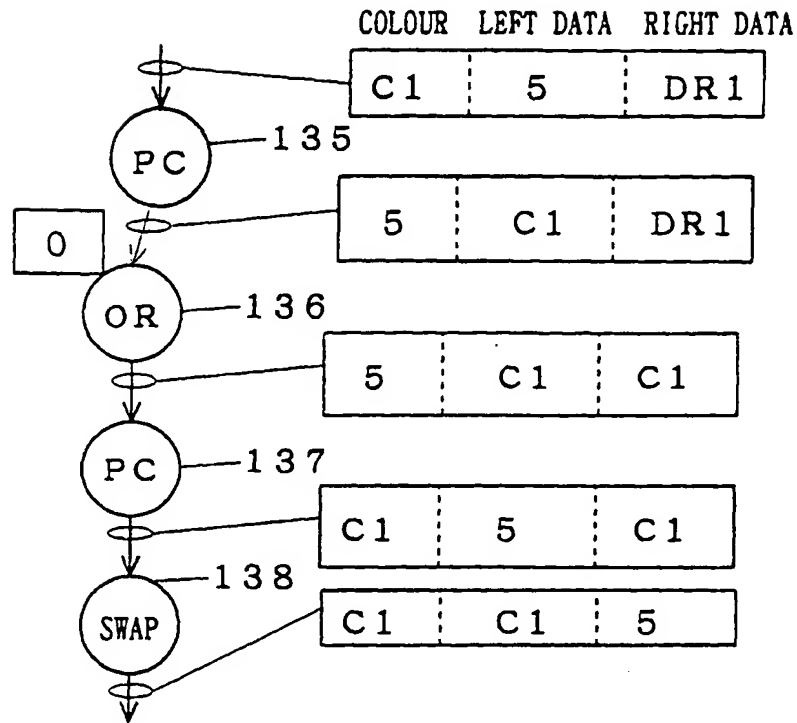 COLOUR LEFT DATA RIGHT DATA
C1 5 DR1
PC 135
5 C1 DR1
0
OR 136
5 C1 C1
PC 137
C1 5 C1
138
SWAP
C1 C1 5